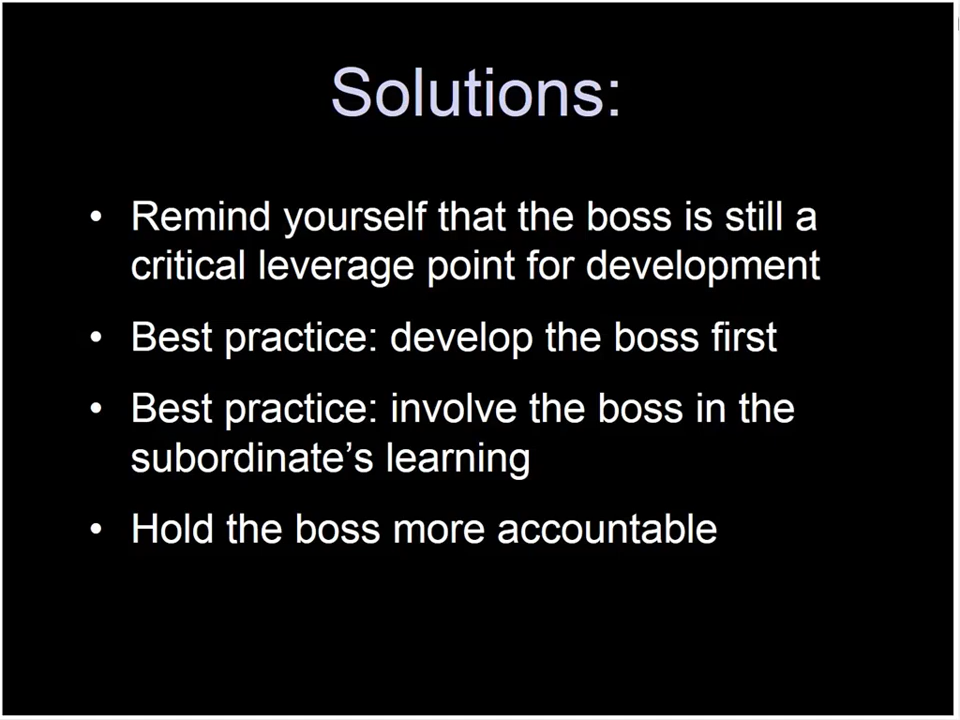 Solutions:
• Remind yourself that the boss is still a
critical leverage point for development
• Best practice: develop the boss first
• Best practice: involve the boss in the
subordinate’s learning
• Hold the boss more accountable